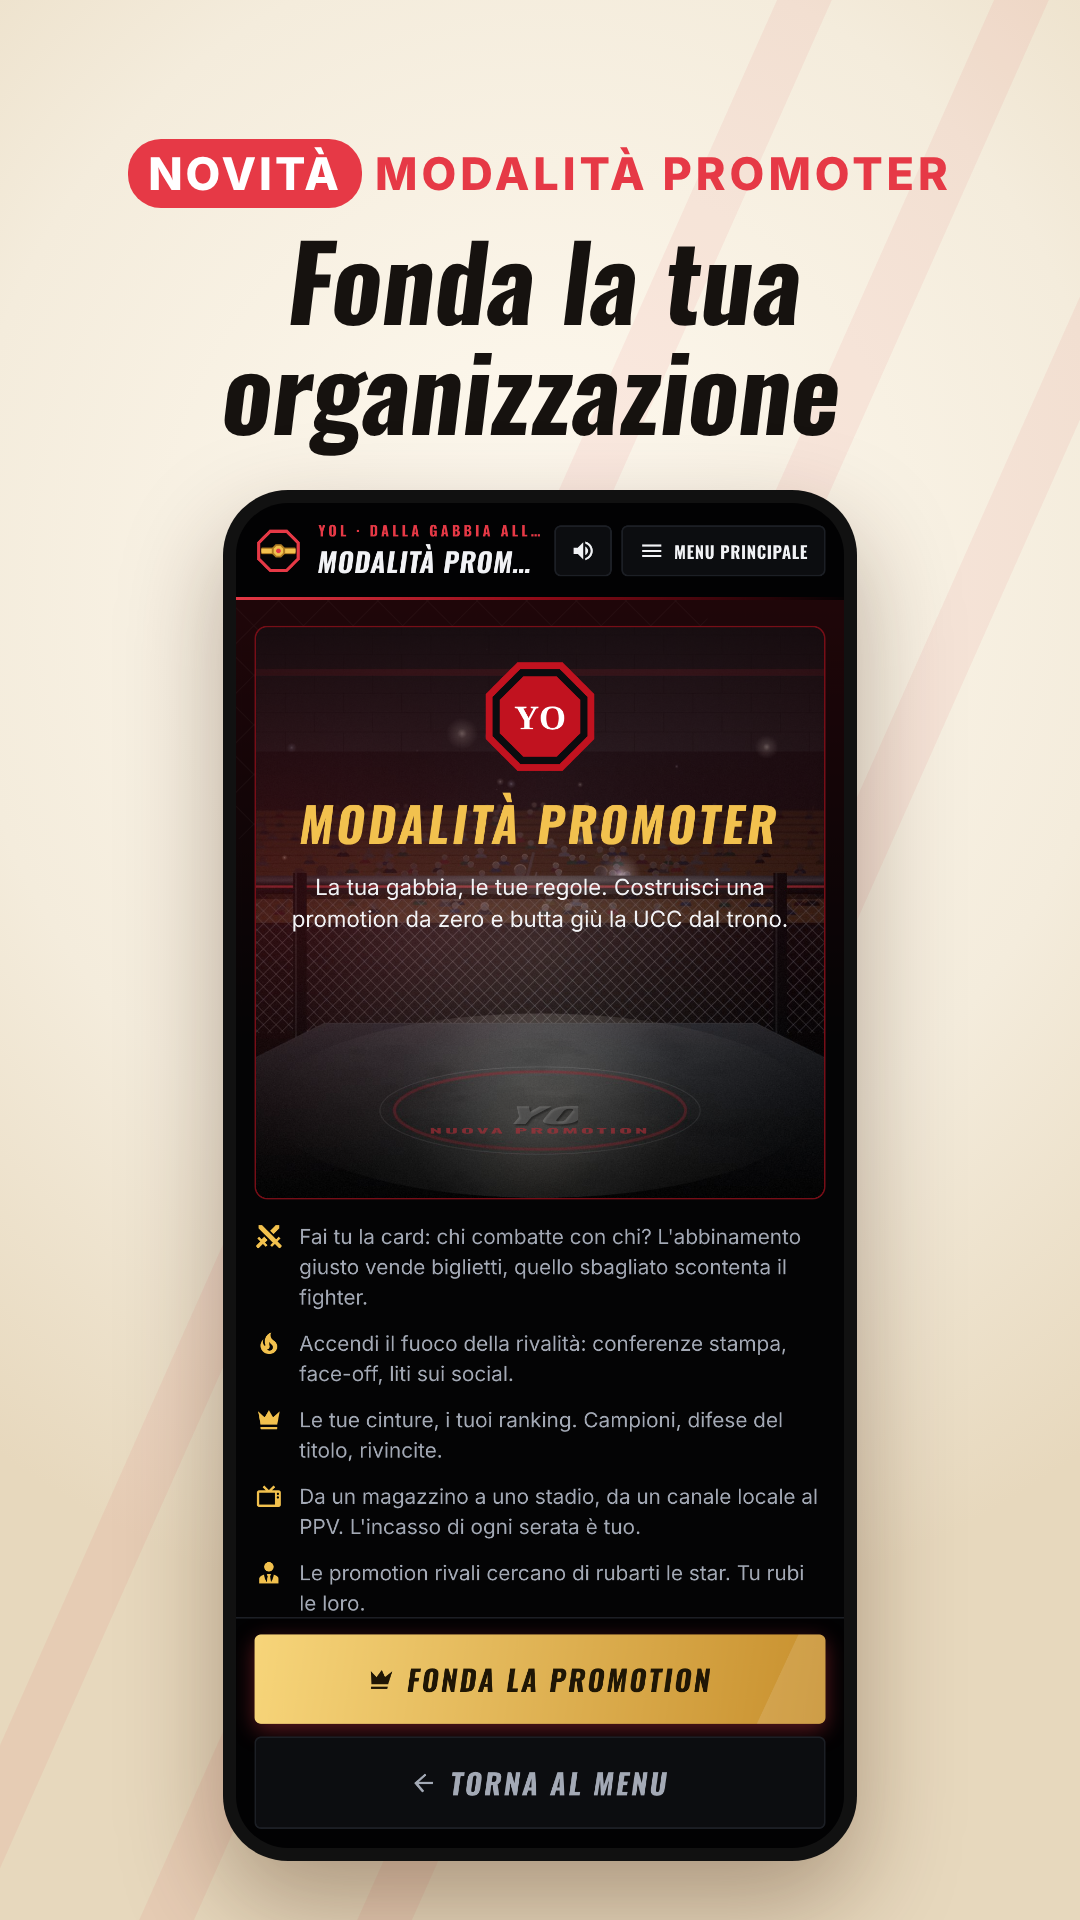 NOVITÀ MODALITÀ PROMOTER
Fonda la tua
organizzazione
YOL · DALLA GABBIA ALL...
MODALITÀ PROM...
MENU PRINCIPALE
YO
MODALITÀ PROMOTER
La tua gabbia, le tue regole. Costruisci una
promotion da zero e butta giù la UCC dal trono.
YO
NUOVA PROMOTION
Fai tu la card: chi combatte con chi? L'abbinamento
giusto vende biglietti, quello sbagliato scontenta il
fighter.
Accendi il fuoco della rivalità: conferenze stampa,
face-off, liti sui social.
Le tue cinture, i tuoi ranking. Campioni, difese del
titolo, rivincite.
Da un magazzino a uno stadio, da un canale locale al
PPV. L'incasso di ogni serata è tuo.
Le promotion rivali cercano di rubarti le star. Tu rubi
le loro.
FONDA LA PROMOTION
TORNA AL MENU